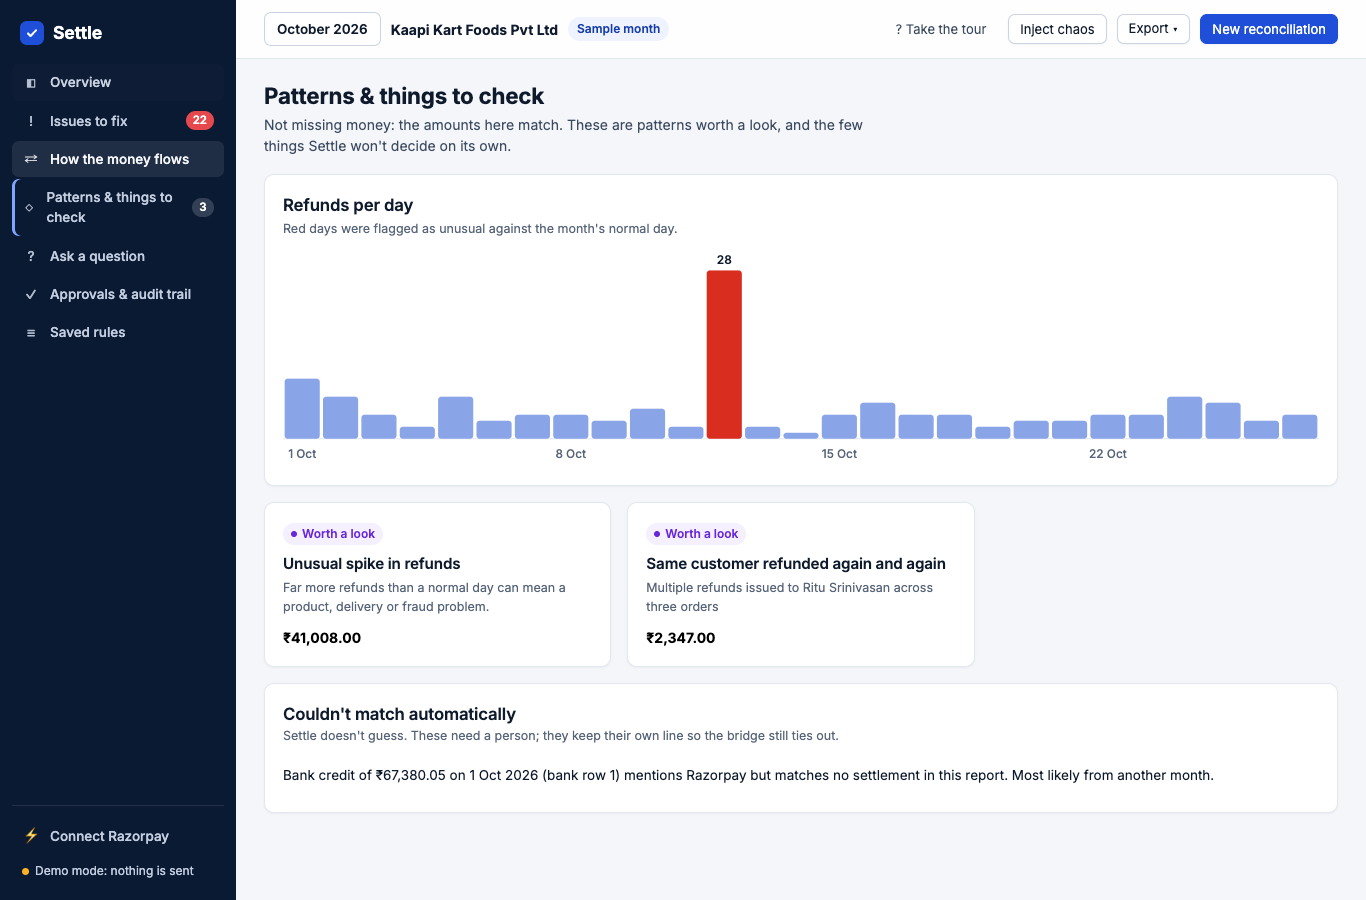 Settle
Overview
! Issues to fix 22
How the money flows
Patterns & things to
check
3
? Ask a question
Approvals & audit trail
Saved rules
Connect Razorpay
Demo mode: nothing is sent
October 2026
Kaapi Kart Foods Pvt Ltd
Sample month
? Take the tour
Inject chaos
Export
New reconciliation
Patterns & things to check
Not missing money: the amounts here match. These are patterns worth a look, and the few
things Settle won't decide on its own.
Refunds per day
Red days were flagged as unusual against the month's normal day.
28
1 Oct 8 Oct 15 Oct 22 Oct
Worth a look
Unusual spike in refunds
Far more refunds than a normal day can mean a
product, delivery or fraud problem.
₹41,008.00
Worth a look
Same customer refunded again and again
Multiple refunds issued to Ritu Srinivasan across
three orders
₹2,347.00
Couldn't match automatically
Settle doesn't guess. These need a person; they keep their own line so the bridge still ties out.
Bank credit of ₹67,380.05 on 1 Oct 2026 (bank row 1) mentions Razorpay but matches no settlement in this report. Most likely from another month.